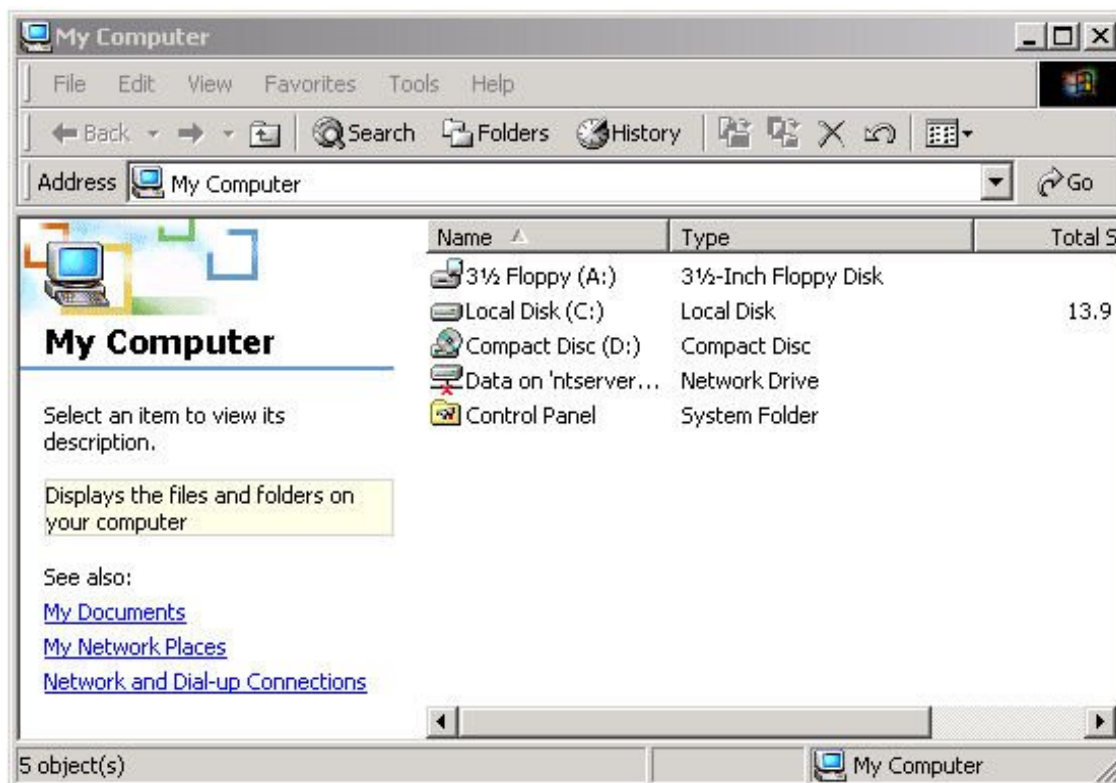 My Computer
File Edit View Favorites Tools Help
Back Search Folders History
Address My Computer Go
Name Type Total S
3½ Floppy (A:) 3½-Inch Floppy Disk
Local Disk (C:) Local Disk 13.9
Compact Disc (D:) Compact Disc
Data on 'ntserver... Network Drive
Control Panel System Folder
My Computer
Select an item to view its
description.
Displays the files and folders on
your computer
See also:
My Documents
My Network Places
Network and Dial-up Connections
5 object(s) My Computer